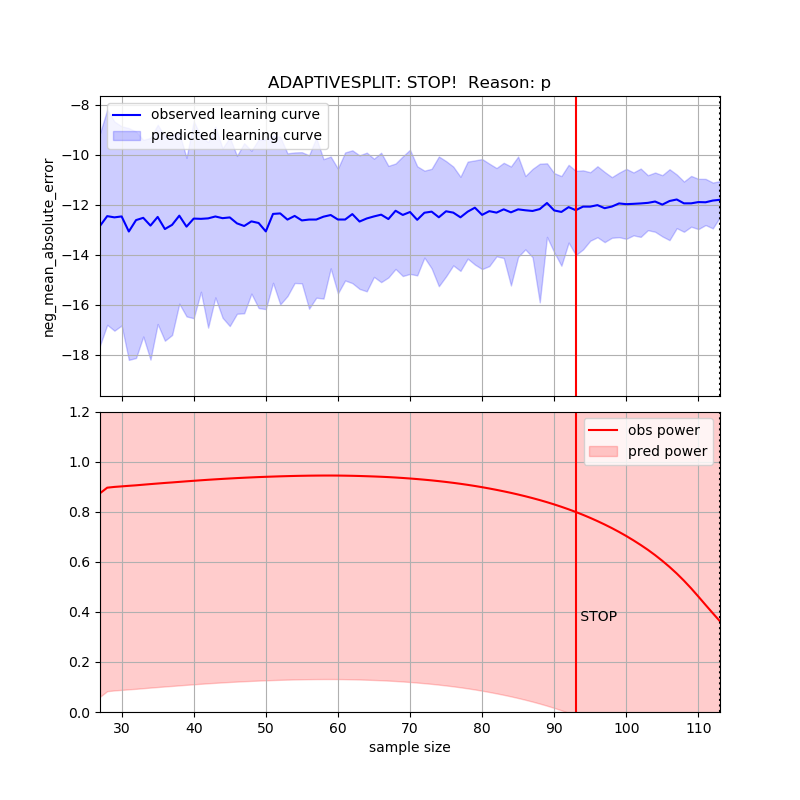 ADAPTIVESPLIT: STOP!  Reason: p
observed learning curve
predicted learning curve
neg_mean_absolute_error
−8
−10
−12
−14
−16
−18
obs power
pred power
STOP
1.2
1.0
0.8
0.6
0.4
0.2
0.0
30 40 50 60 70 80 90 100 110
sample size